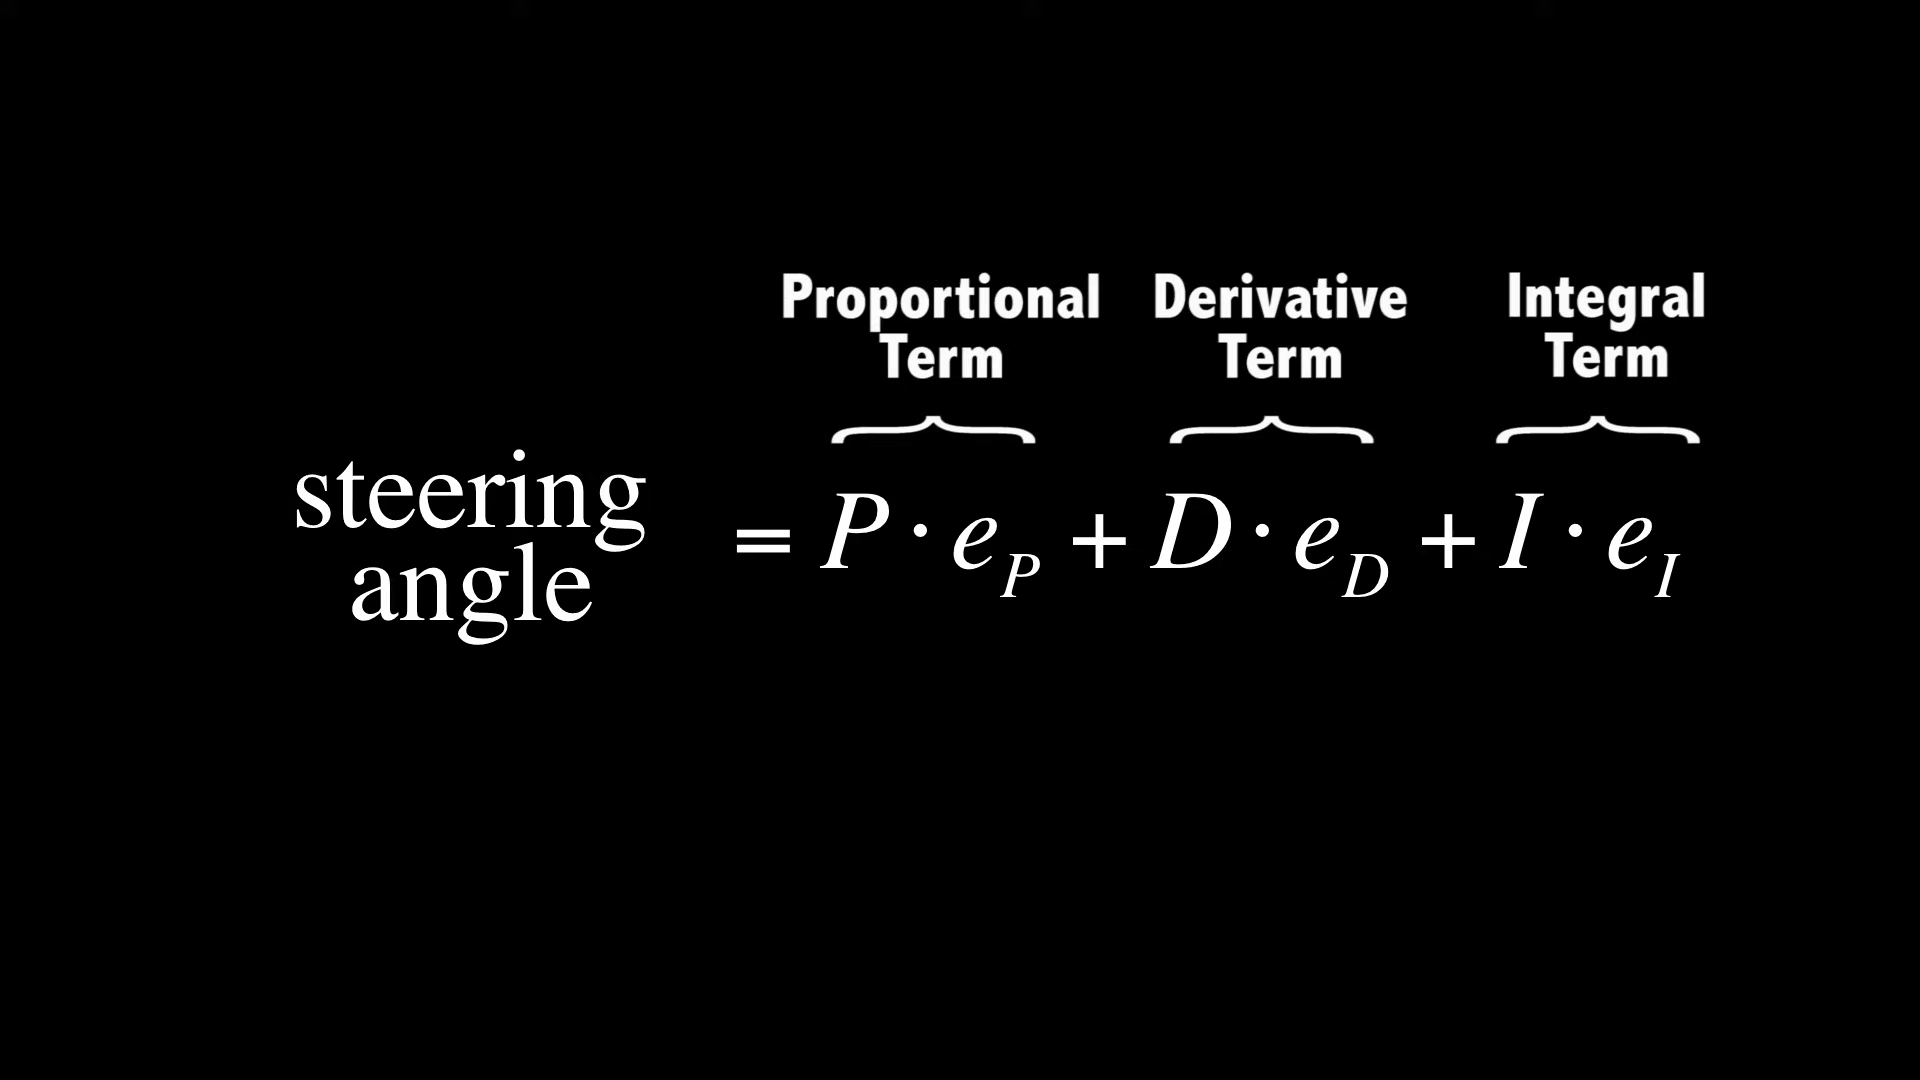 Proportional Term
Derivative Term
Integral Term
steering
angle
= P · e_P + D · e_D + I · e_I